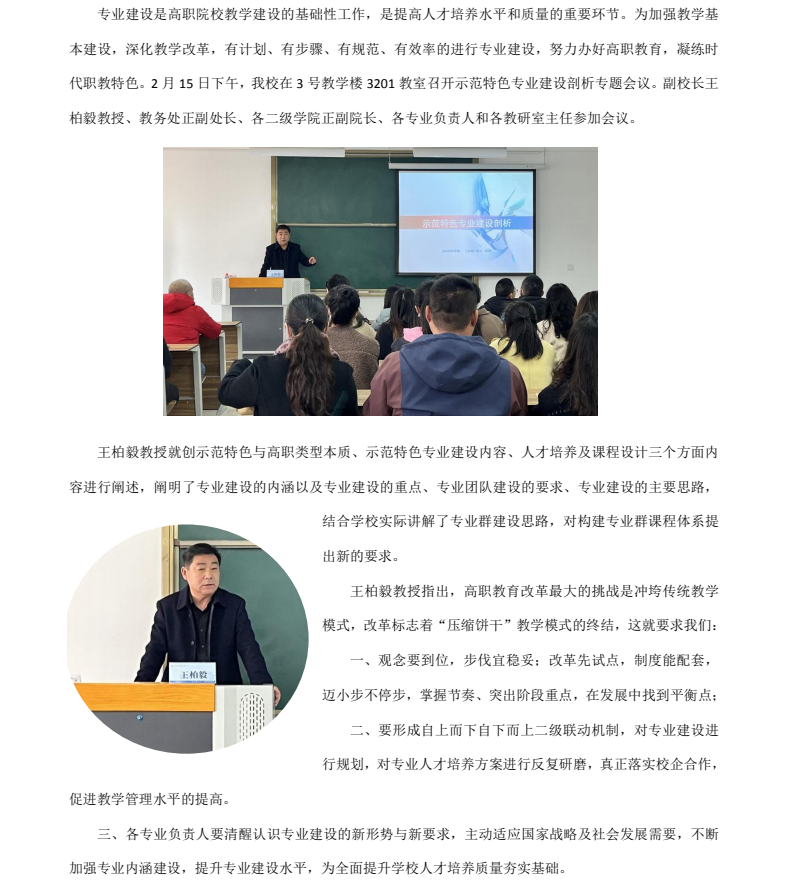 专业建设是高职院校教学建设的基础性工作，是提高人才培养水平和质量的重要环节。为加强教学基
本建设，深化教学改革，有计划、有步骤、有规范、有效率的进行专业建设，努力办好高职教育，凝练时
代职教特色。2 月 15 日下午，我校在 3 号教学楼 3201 教室召开示范特色专业建设剖析专题会议。副校长王
柏毅教授、教务处正副处长、各二级学院正副院长、各专业负责人和各教研室主任参加会议。
示范特色专业建设剖析
王柏毅教授就创示范特色与高职类型本质、示范特色专业建设内容、人才培养及课程设计三个方面内
容进行阐述，阐明了专业建设的内涵以及专业建设的重点、专业团队建设的要求、专业建设的主要思路，
结合学校实际讲解了专业群建设思路，对构建专业群课程体系提
出新的要求。
王柏毅教授指出，高职教育改革最大的挑战是冲垮传统教学
模式，改革标志着“压缩饼干”教学模式的终结，这就要求我们：
一、观念要到位，步伐宜稳妥；改革先试点，制度能配套，
迈小步不停步，掌握节奏、突出阶段重点，在发展中找到平衡点；
二、要形成自上而下自下而上二级联动机制，对专业建设进
行规划，对专业人才培养方案进行反复研磨，真正落实校企合作，
王柏毅
促进教学管理水平的提高。
三、各专业负责人要清醒认识专业建设的新形势与新要求，主动适应国家战略及社会发展需要，不断
加强专业内涵建设，提升专业建设水平，为全面提升学校人才培养质量夯实基础。